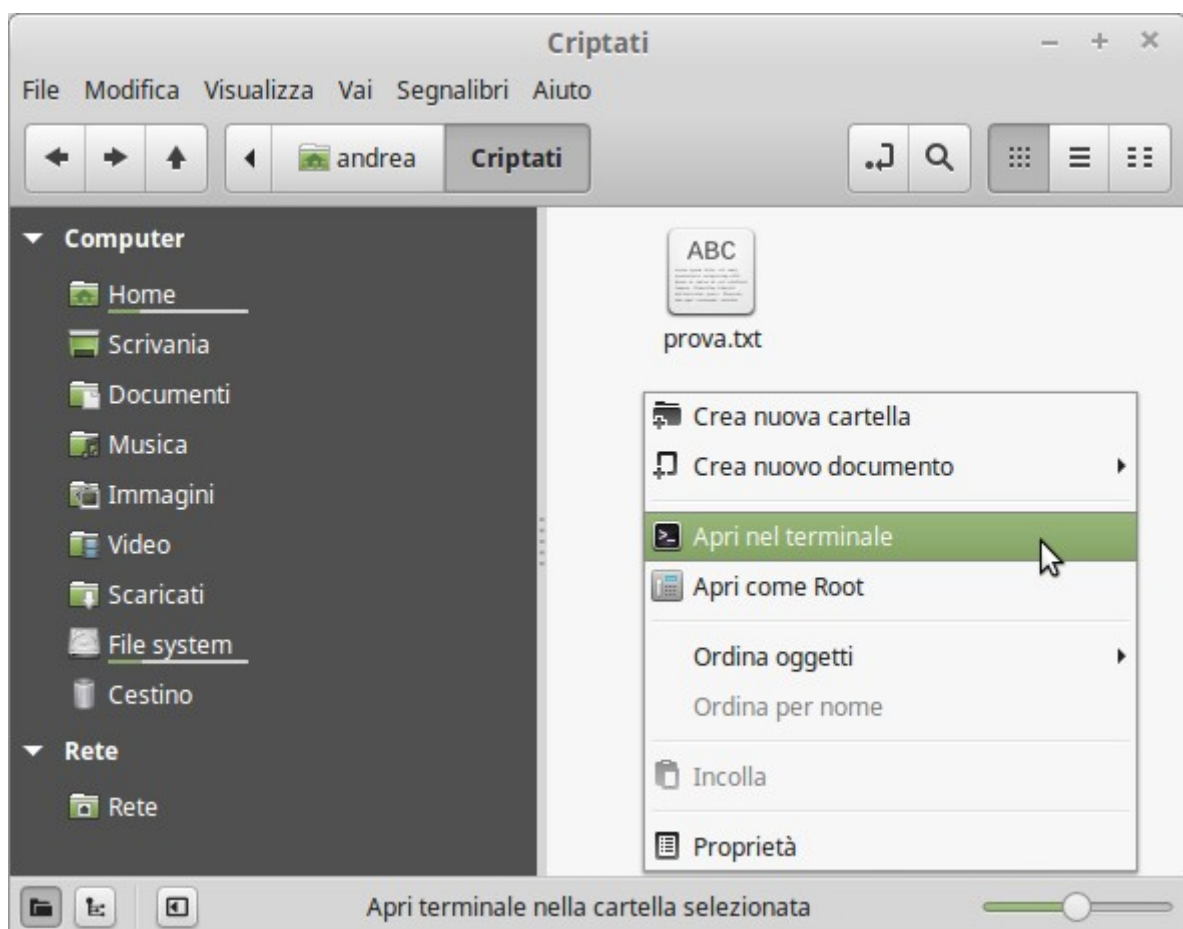 Criptati
File Modifica Visualizza Vai Segnalibri Aiuto
andrea Criptati
Computer
Home
Scrivania
Documenti
Musica
Immagini
Video
Scaricati
File system
Cestino
Rete
Rete
ABC
prova.txt
Crea nuova cartella
Crea nuovo documento
Apri nel terminale
Apri come Root
Ordina oggetti
Ordina per nome
Incolla
Proprietà
Apri terminale nella cartella selezionata